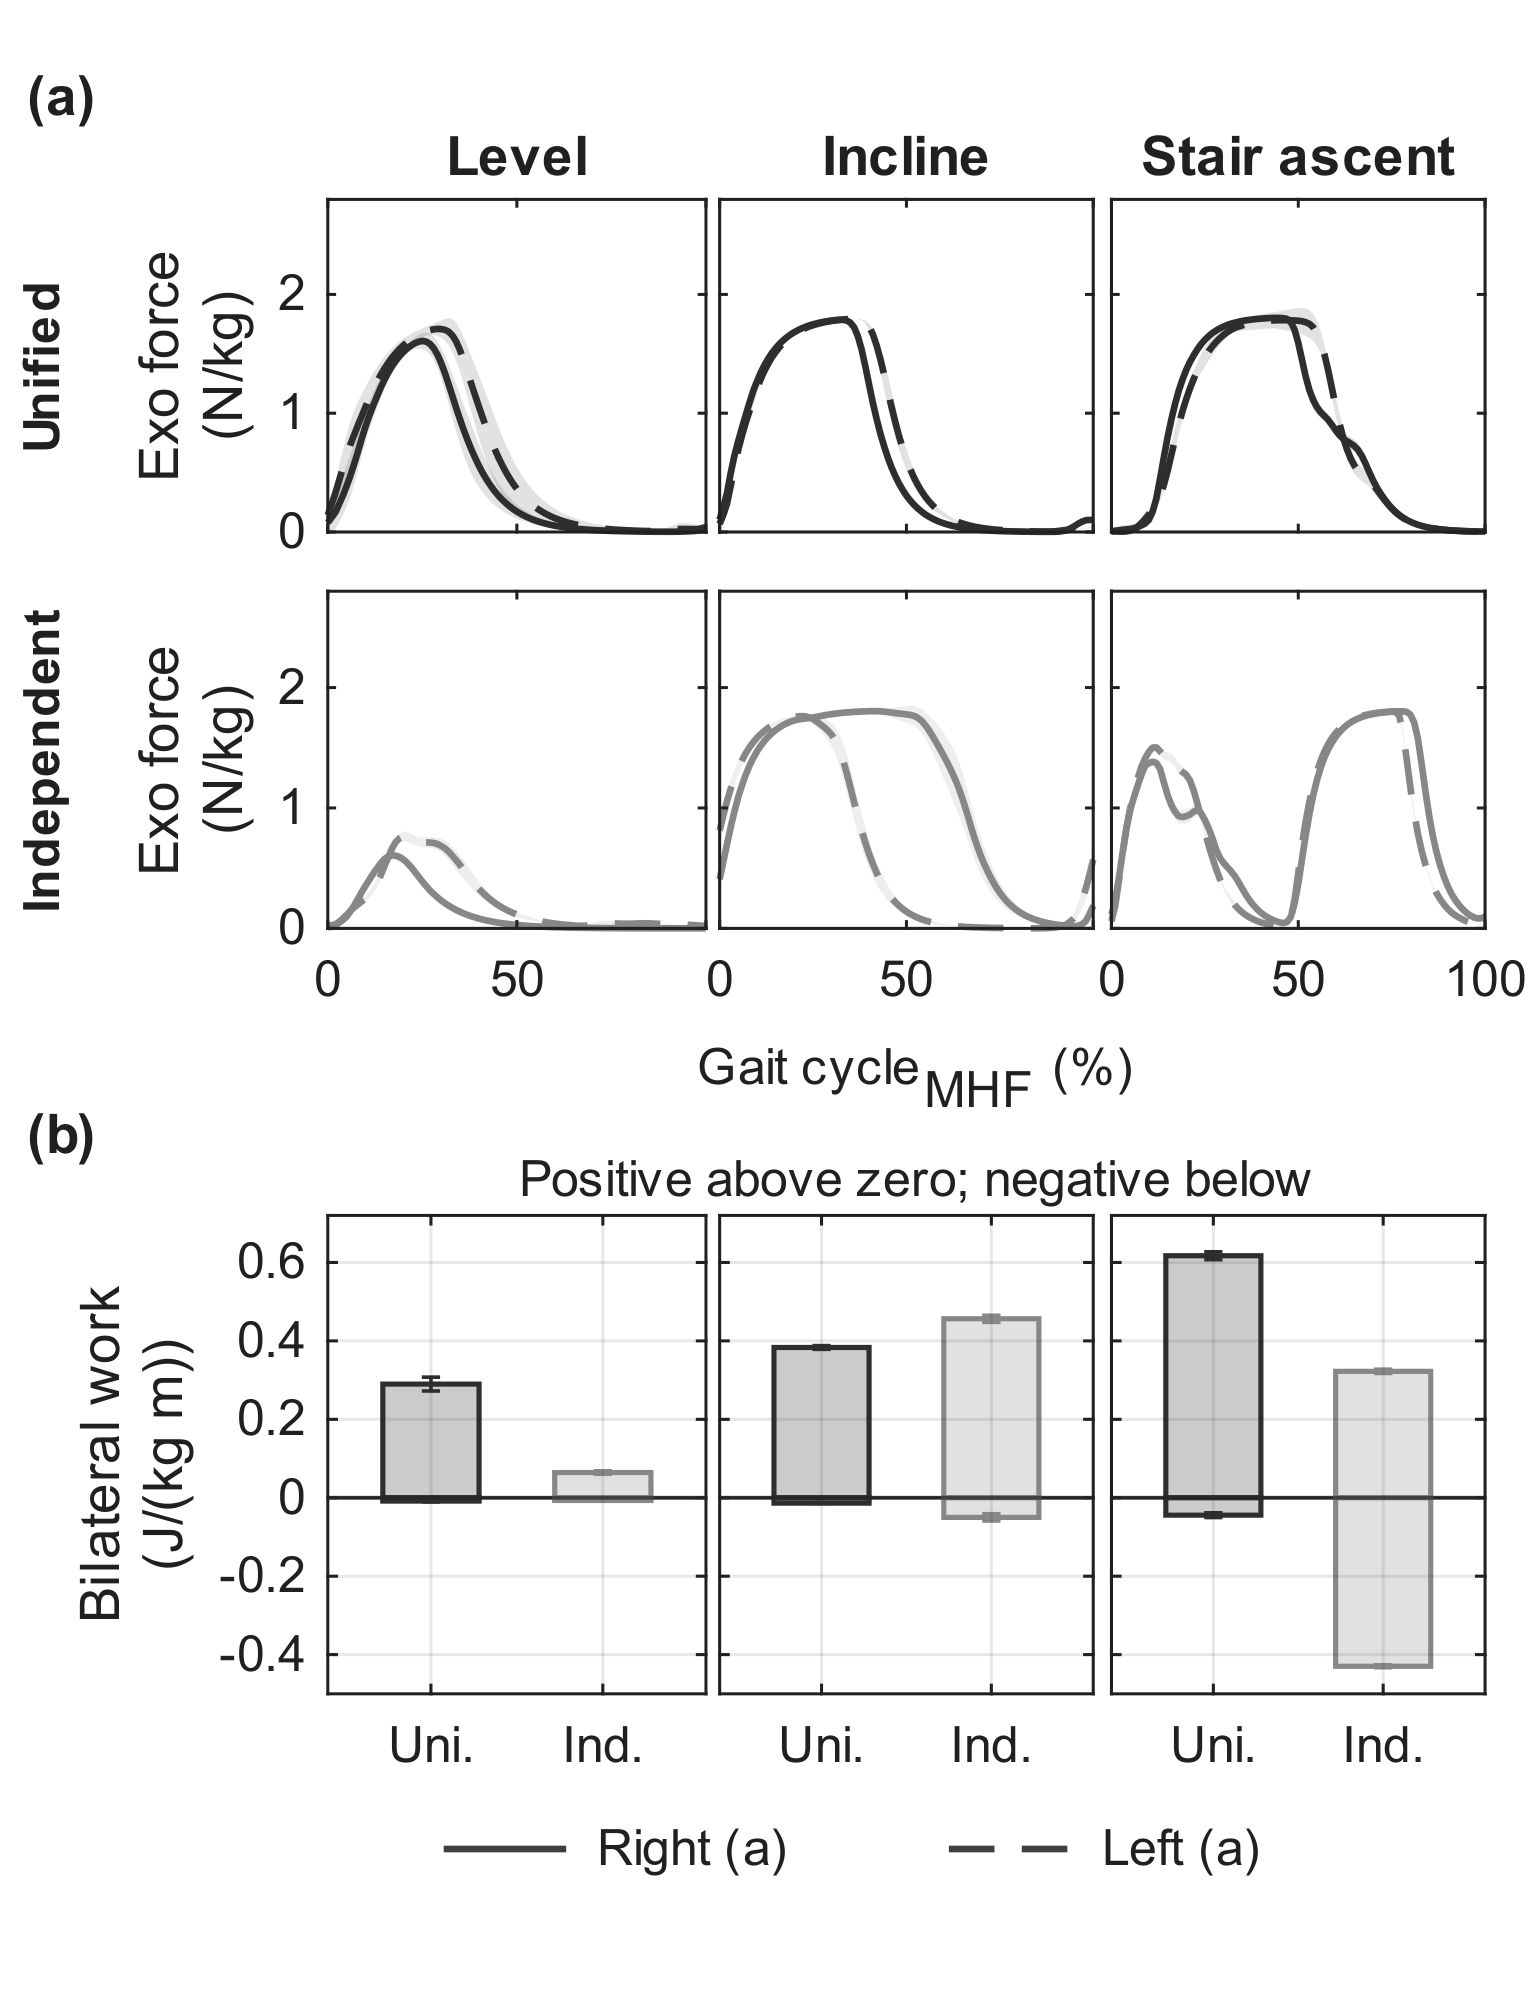 (a)
Level Incline Stair ascent
Unified
Exo force
(N/kg)
2
1
0
Independent
Exo force
(N/kg)
2
1
0
0 50 0 50 0 50 100
Gait cycle MHF (%)
(b)
Positive above zero; negative below
Bilateral work
(J/(kg m))
0.6
0.4
0.2
0
-0.2
-0.4
Uni. Ind. Uni. Ind. Uni. Ind.
Right (a) Left (a)